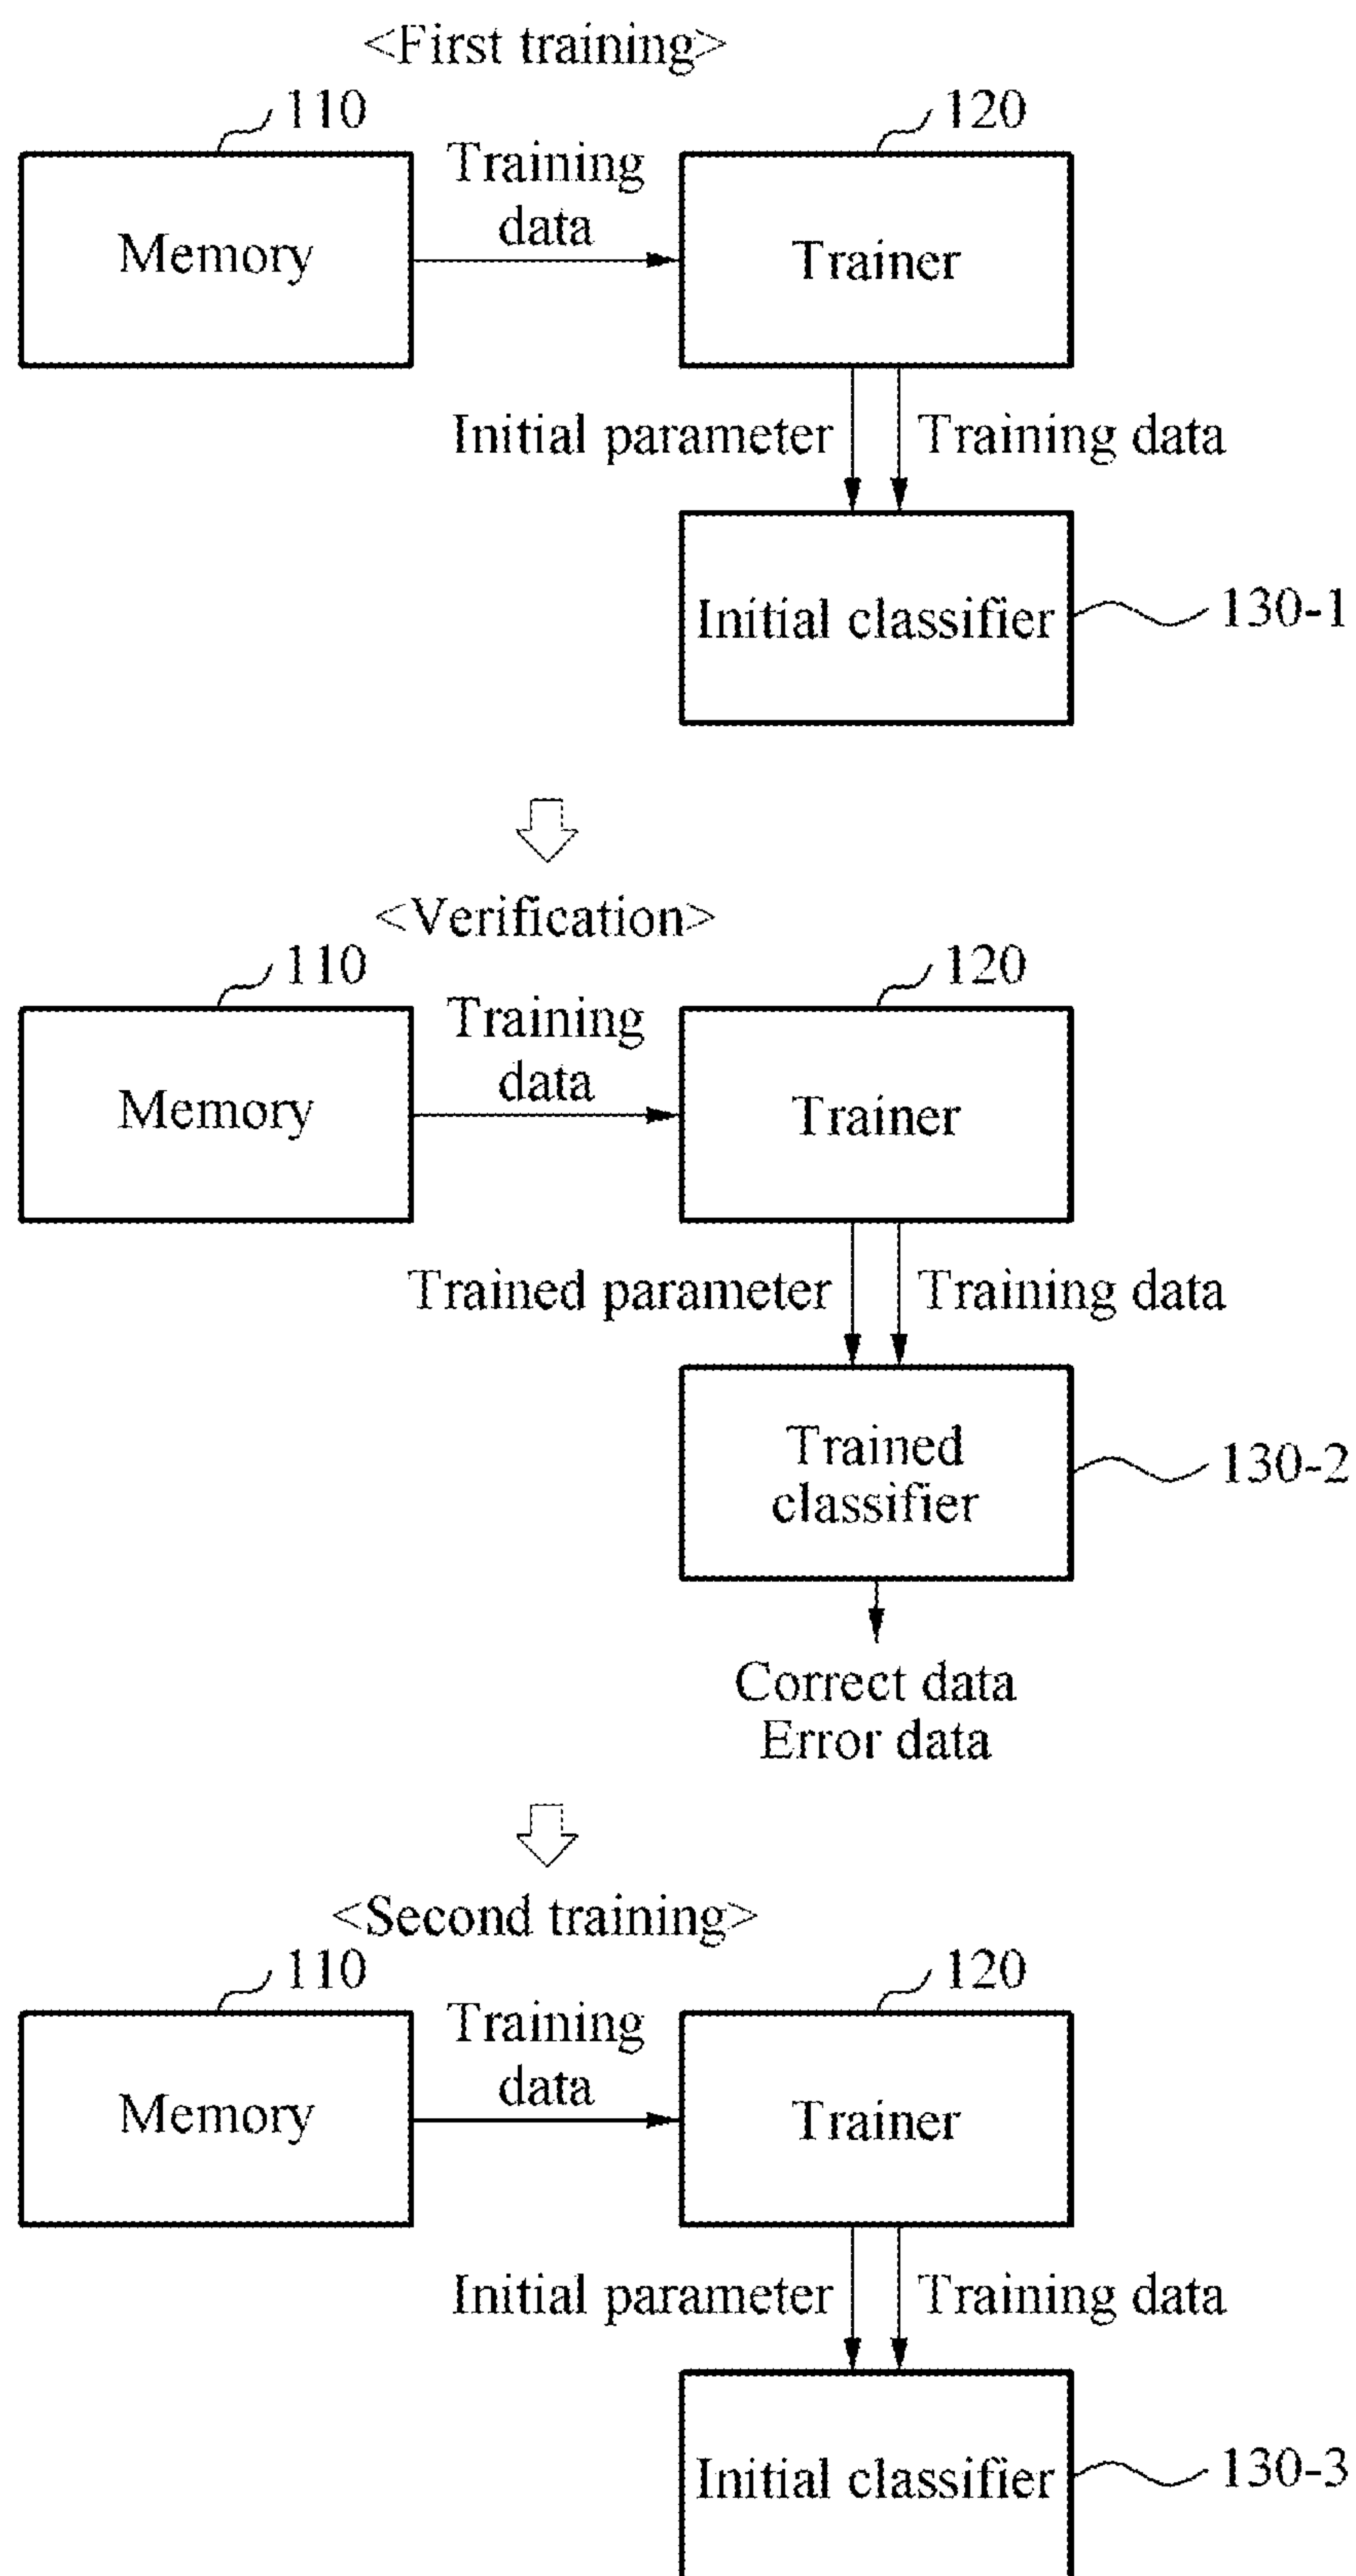 <First training>
110
120
Training
data
Memory
Trainer
Initial parameter
Training data
Initial classifier
130-1
<Verification>
110
120
Training
data
Memory
Trainer
Trained parameter
Training data
Trained
classifier
130-2
Correct data
Error data
<Second training>
110
120
Training
data
Memory
Trainer
Initial parameter
Training data
Initial classifier
130-3